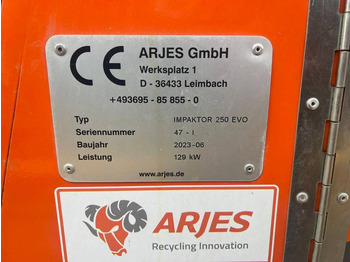 CE
ARJES GmbH
Werksplatz 1
D - 36433 Leimbach
+493695 - 85 855 - 0
Typ IMPAKTOR 250 EVO
Seriennummer 47 - I
Baujahr 2023-06
Leistung 129 kW
www.arjes.de
ARJES
Recycling Innovation